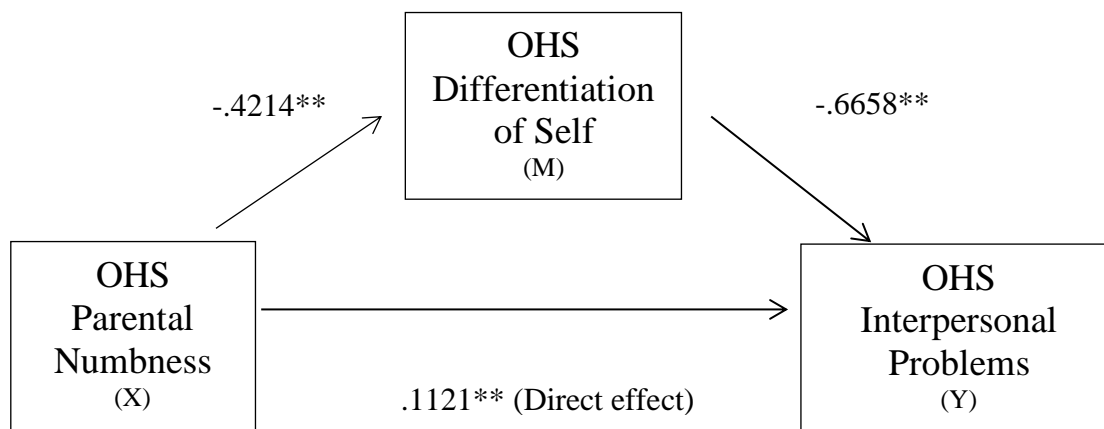 OHS
Differentiation
of Self
(M)
-.4214**
-.6658**
OHS
Parental
Numbness
(X)
OHS
Interpersonal
Problems
(Y)
.1121** (Direct effect)